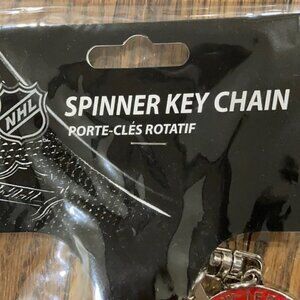 NHL
SPINNER KEY CHAIN
PORTE-CLÉS ROTATIF